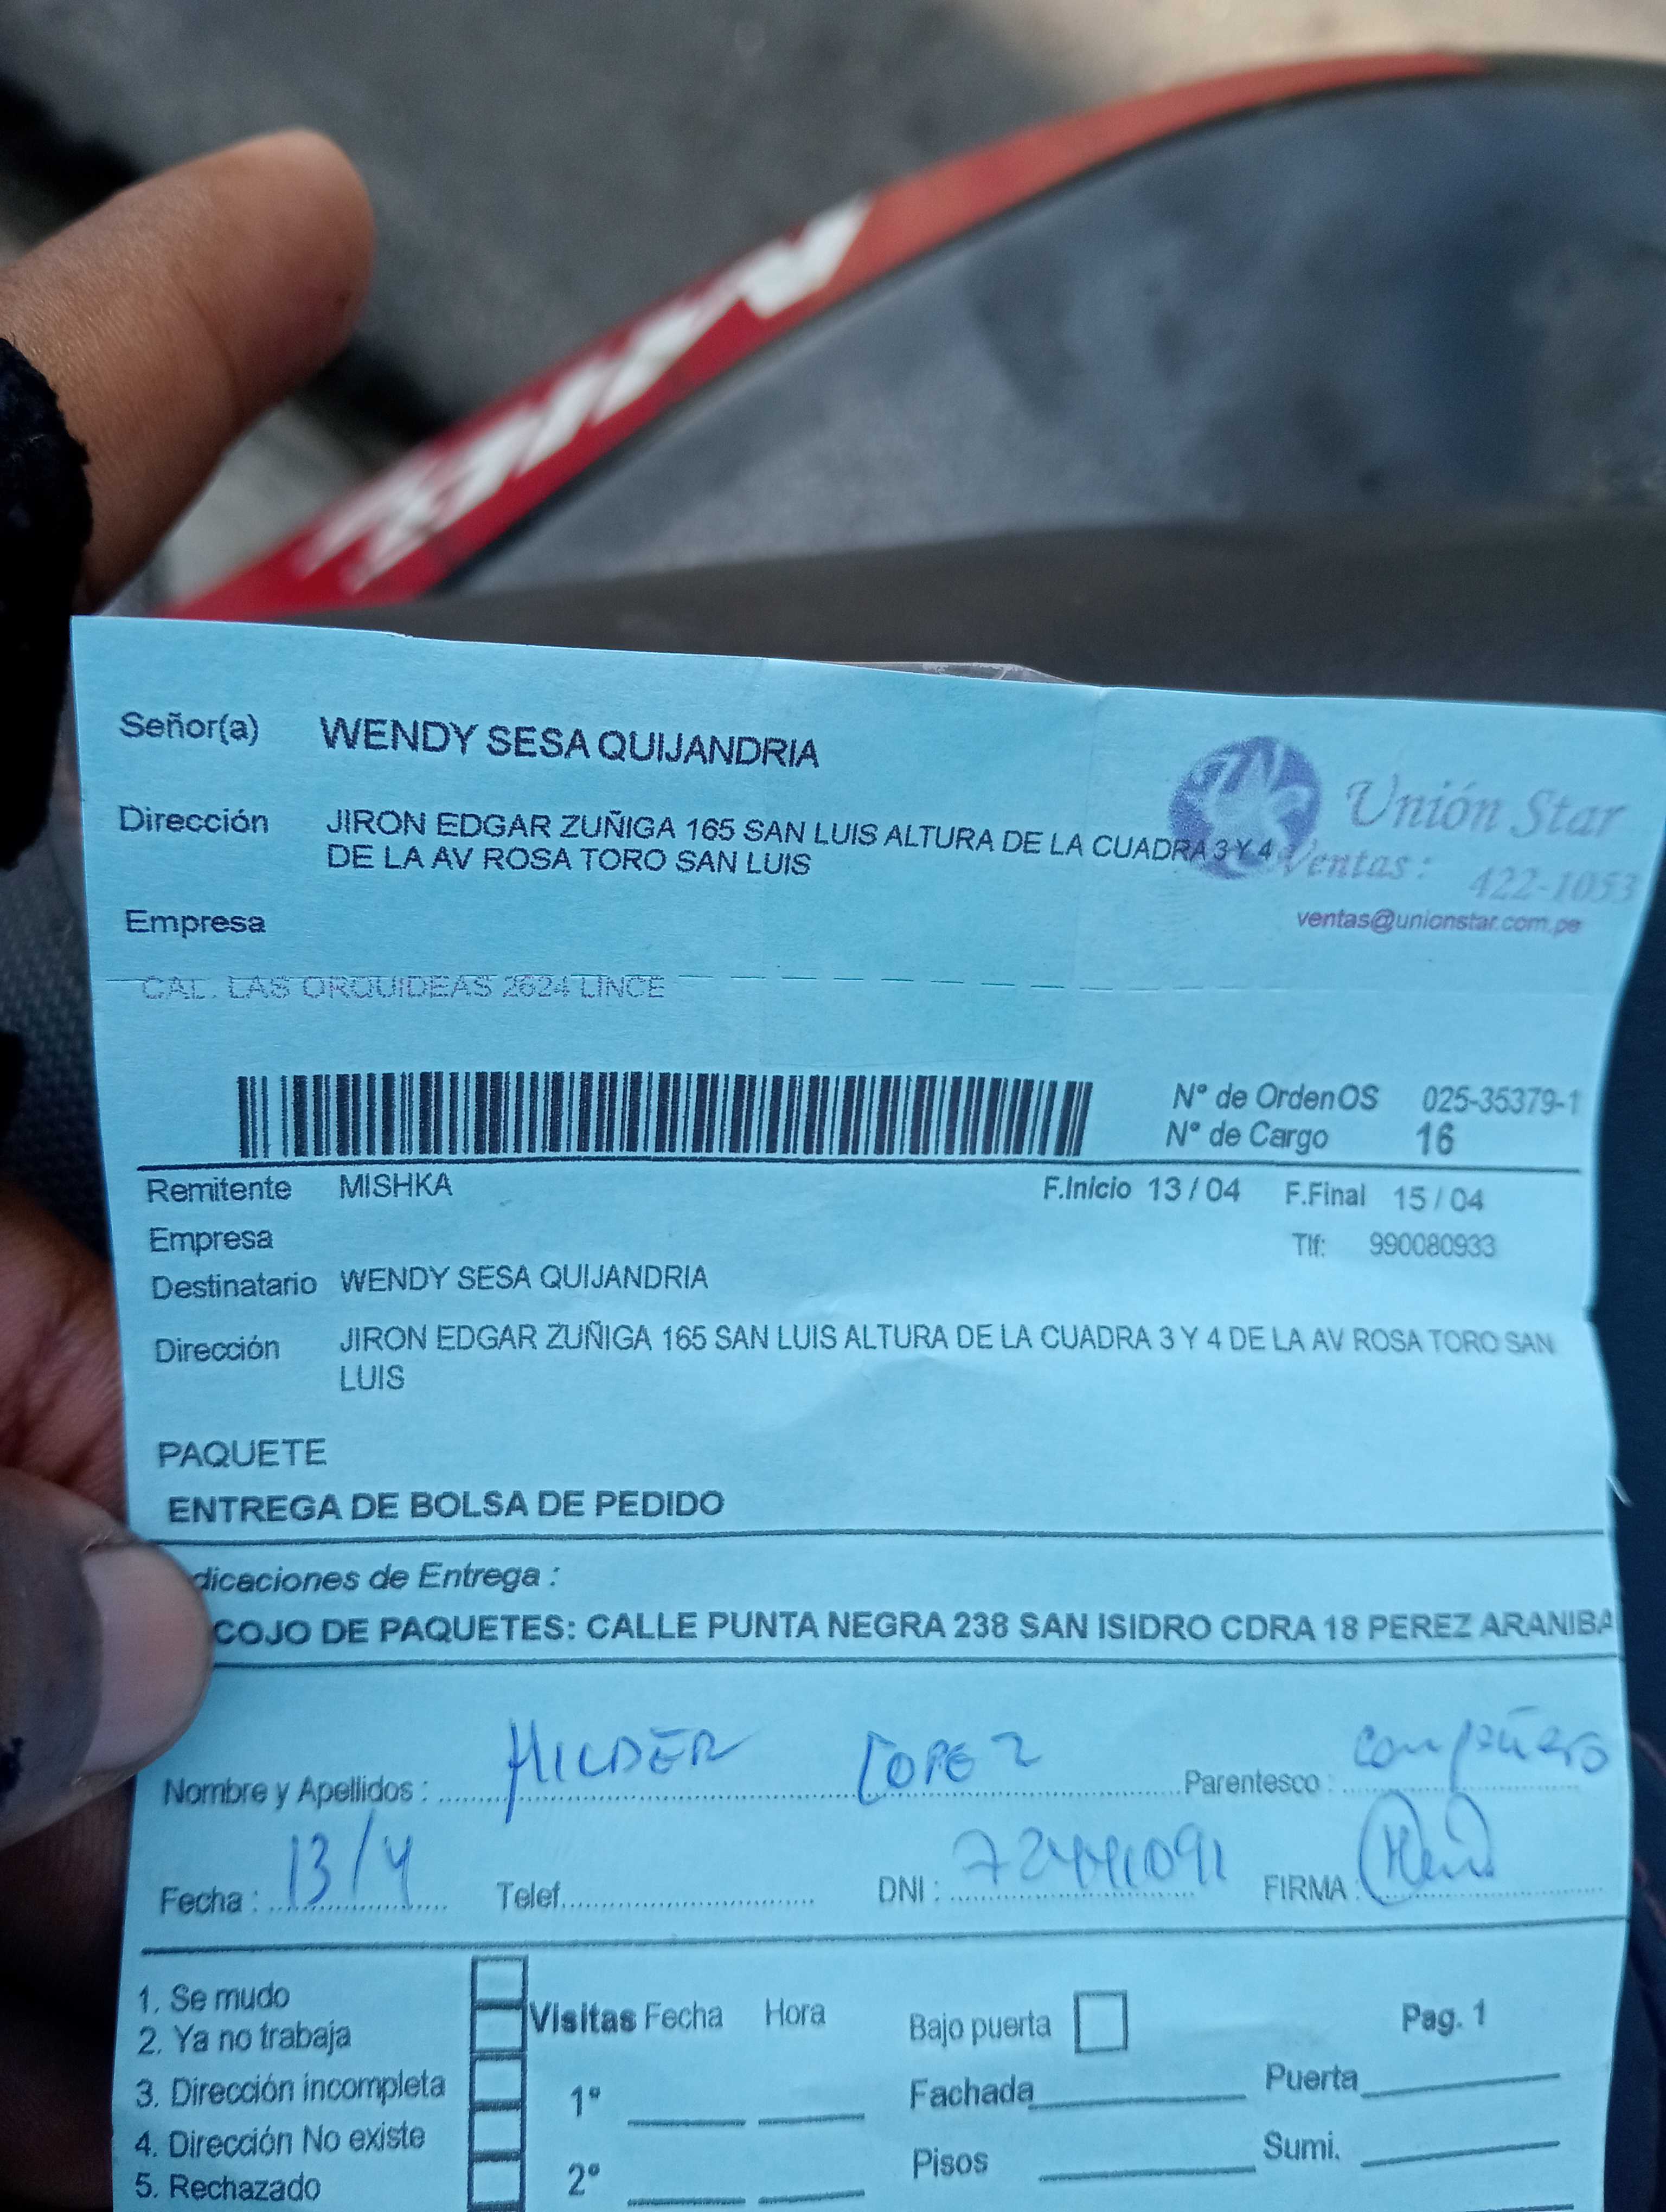 Señor(a) WENDY SESA QUIJANDRIA
Unión Star
Dirección JIRON EDGAR ZUÑIGA 165 SAN LUIS ALTURA DE LA CUADRA 3 Y 4
DE LA AV ROSA TORO SAN LUIS
Ventas: 422-1053
ventas@unionstar.com.pe
Empresa
CAL. LAS ORQUIDEAS 2624 LINCE
N° de OrdenOS 025-35379-1
N° de Cargo 16
Remitente MISHKA F.Inicio 13 / 04 F.Final 15 / 04
Empresa Tlf: 990080933
Destinatario WENDY SESA QUIJANDRIA
Dirección JIRON EDGAR ZUÑIGA 165 SAN LUIS ALTURA DE LA CUADRA 3 Y 4 DE LA AV ROSA TORO SAN
LUIS
PAQUETE
ENTREGA DE BOLSA DE PEDIDO
dicaciones de Entrega :
COJO DE PAQUETES: CALLE PUNTA NEGRA 238 SAN ISIDRO CDRA 18 PEREZ ARANIBA
Nombre y Apellidos : HILDER LOPEZ Parentesco : compañero
Fecha : 13/4 Telef. DNI : FIRMA :
1. Se mudo
2. Ya no trabaja
3. Dirección incompleta
4. Dirección No existe
5. Rechazado
Visitas Fecha Hora
1°
2°
Bajo puerta
Fachada
Pisos
Pag. 1
Puerta
Sumi.